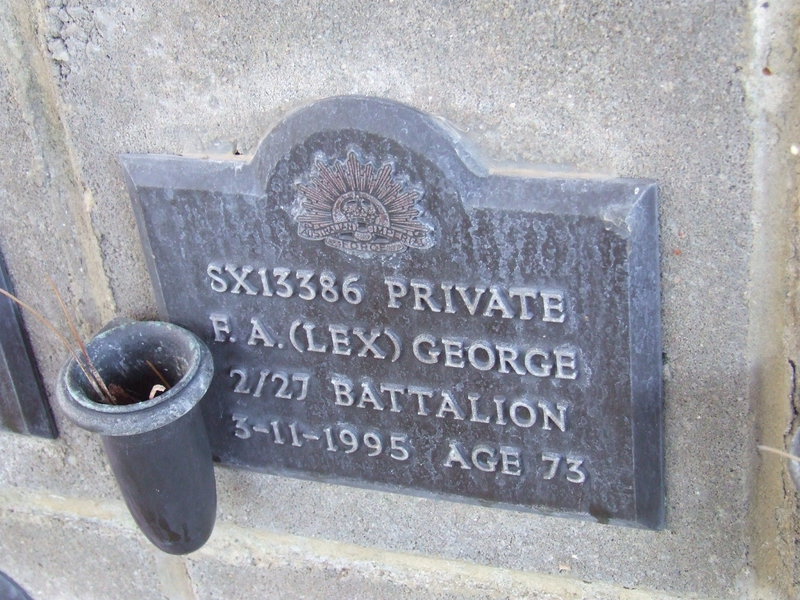 SX13386 PRIVATE
F. A. (LEX) GEORGE
2/27 BATTALION
3-11-1995 AGE 73